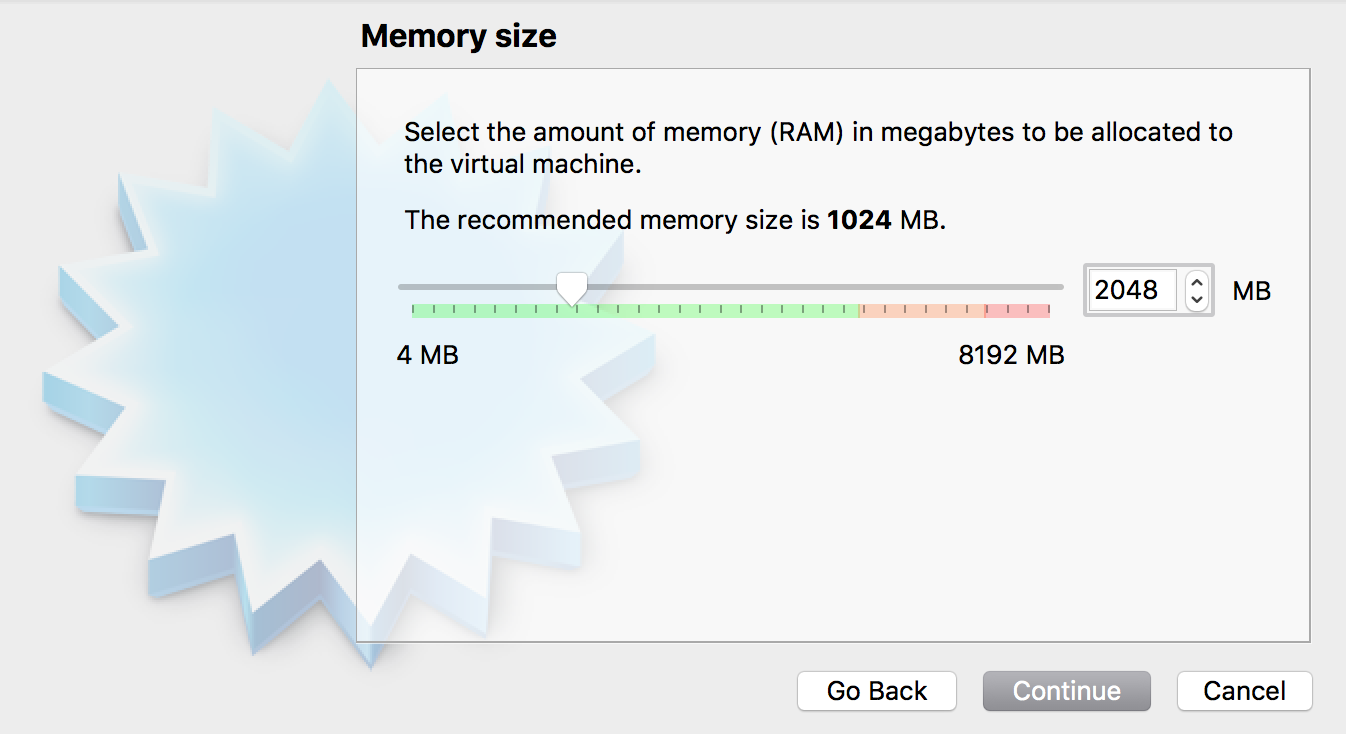 Memory size
Select the amount of memory (RAM) in megabytes to be allocated to
the virtual machine.
The recommended memory size is 1024 MB.
2048 MB
4 MB 8192 MB
Go Back Continue Cancel